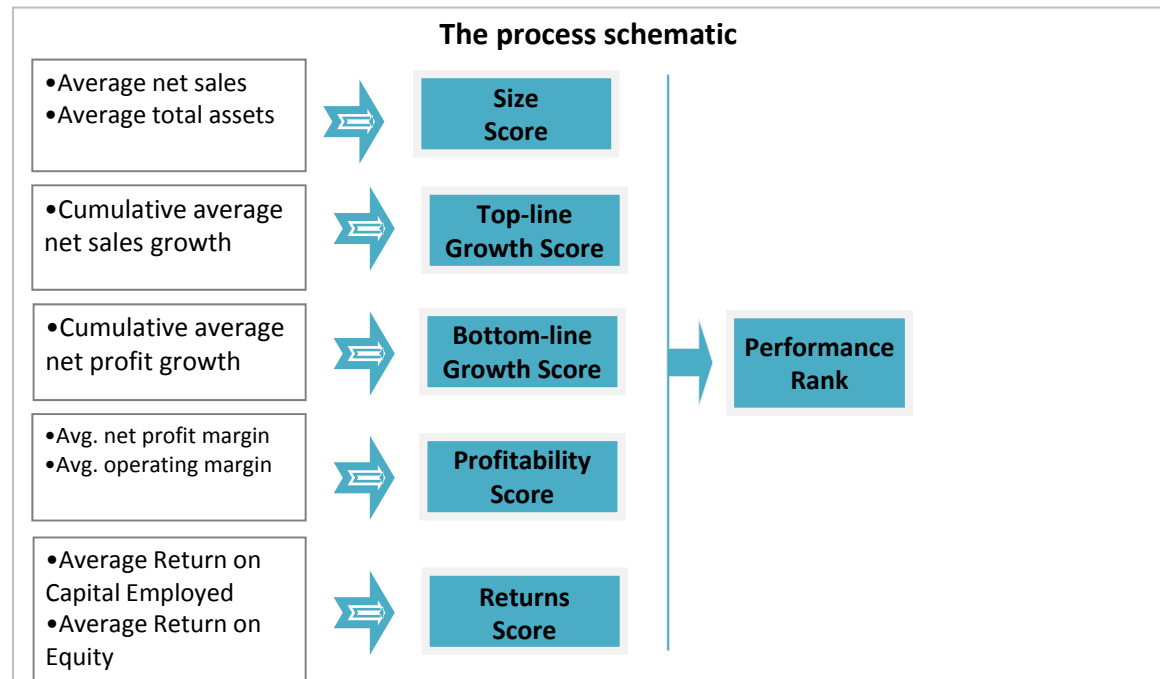 The process schematic
•Average net sales
•Average total assets
Size
Score
•Cumulative average
net sales growth
Top-line
Growth Score
•Cumulative average
net profit growth
Bottom-line
Growth Score
Performance
Rank
•Avg. net profit margin
•Avg. operating margin
Profitability
Score
•Average Return on
Capital Employed
•Average Return on
Equity
Returns
Score